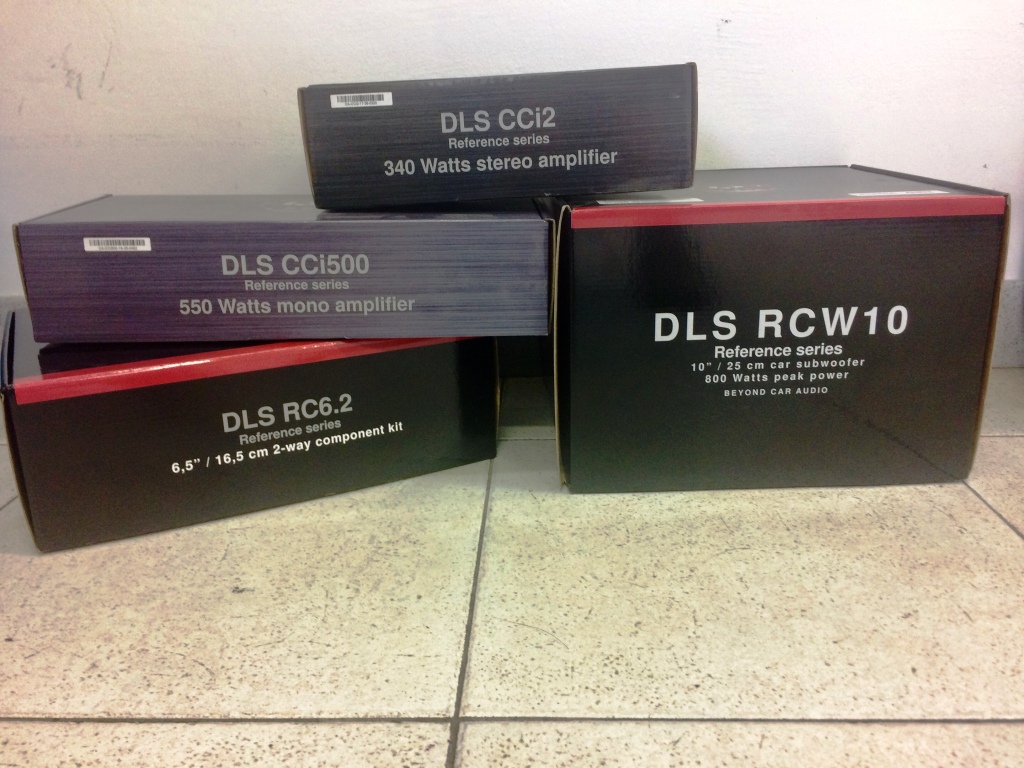 DLS CCi2
Reference series
340 Watts stereo amplifier
DLS CCi500
Reference series
550 Watts mono amplifier
DLS RC6.2
Reference series
6,5” / 16,5 cm 2-way component kit
DLS RCW10
Reference series
10” / 25 cm car subwoofer
800 Watts peak power
BEYOND CAR AUDIO